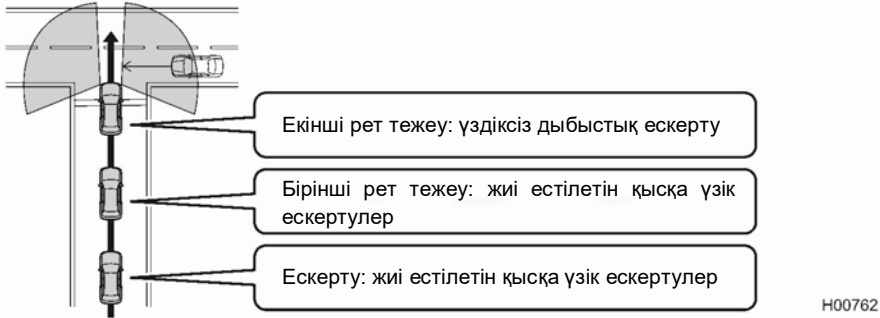 Екінші рет тежеу: үздіксіз дыбыстық ескерту
Бірінші рет тежеу: жиі естілетін қысқа үзік
ескертулер
Ескерту: жиі естілетін қысқа үзік ескертулер
H00762